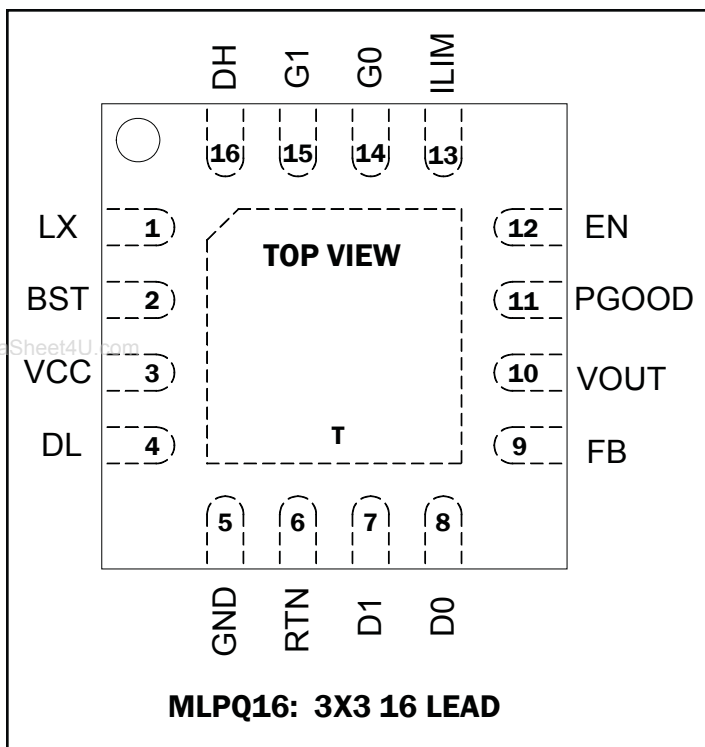 DH G1 G0 ILIM
16 15 14 13
LX 1 12 EN
TOP VIEW
BST 2 11 PGOOD
aSheet4U.com
VCC 3 10 VOUT
DL 4 T 9 FB
5 6 7 8
GND RTN D1 D0
MLPQ16: 3X3 16 LEAD